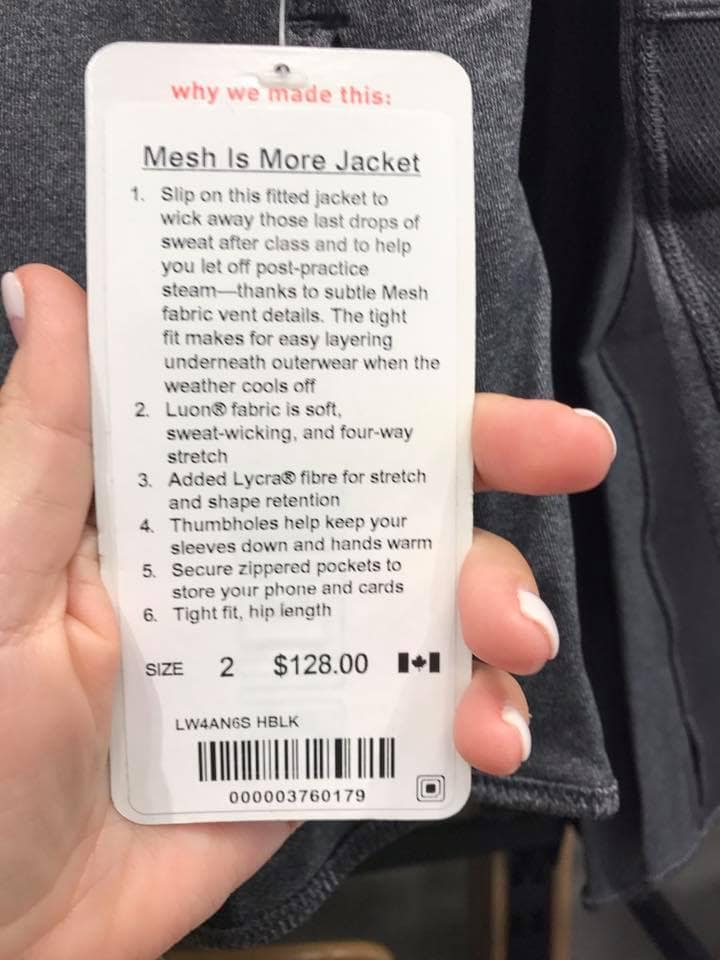 why we made this:
Mesh Is More Jacket
1. Slip on this fitted jacket to
wick away those last drops of
sweat after class and to help
you let off post-practice
steam—thanks to subtle Mesh
fabric vent details. The tight
fit makes for easy layering
underneath outerwear when the
weather cools off
2. Luon® fabric is soft,
sweat-wicking, and four-way
stretch
3. Added Lycra® fibre for stretch
and shape retention
4. Thumbholes help keep your
sleeves down and hands warm
5. Secure zippered pockets to
store your phone and cards
6. Tight fit, hip length
SIZE 2 $128.00
LW4AN6S HBLK
000003760179